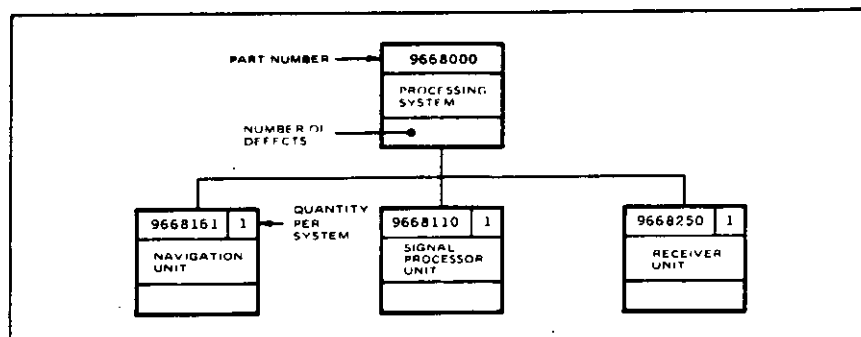 PART NUMBER
9668000
PROCESSING
SYSTEM
NUMBER OF
DEFECTS
9668161 1
QUANTITY
PER
SYSTEM
NAVIGATION
UNIT
9668110 1
SIGNAL
PROCESSOR
UNIT
9668250 1
RECEIVER
UNIT